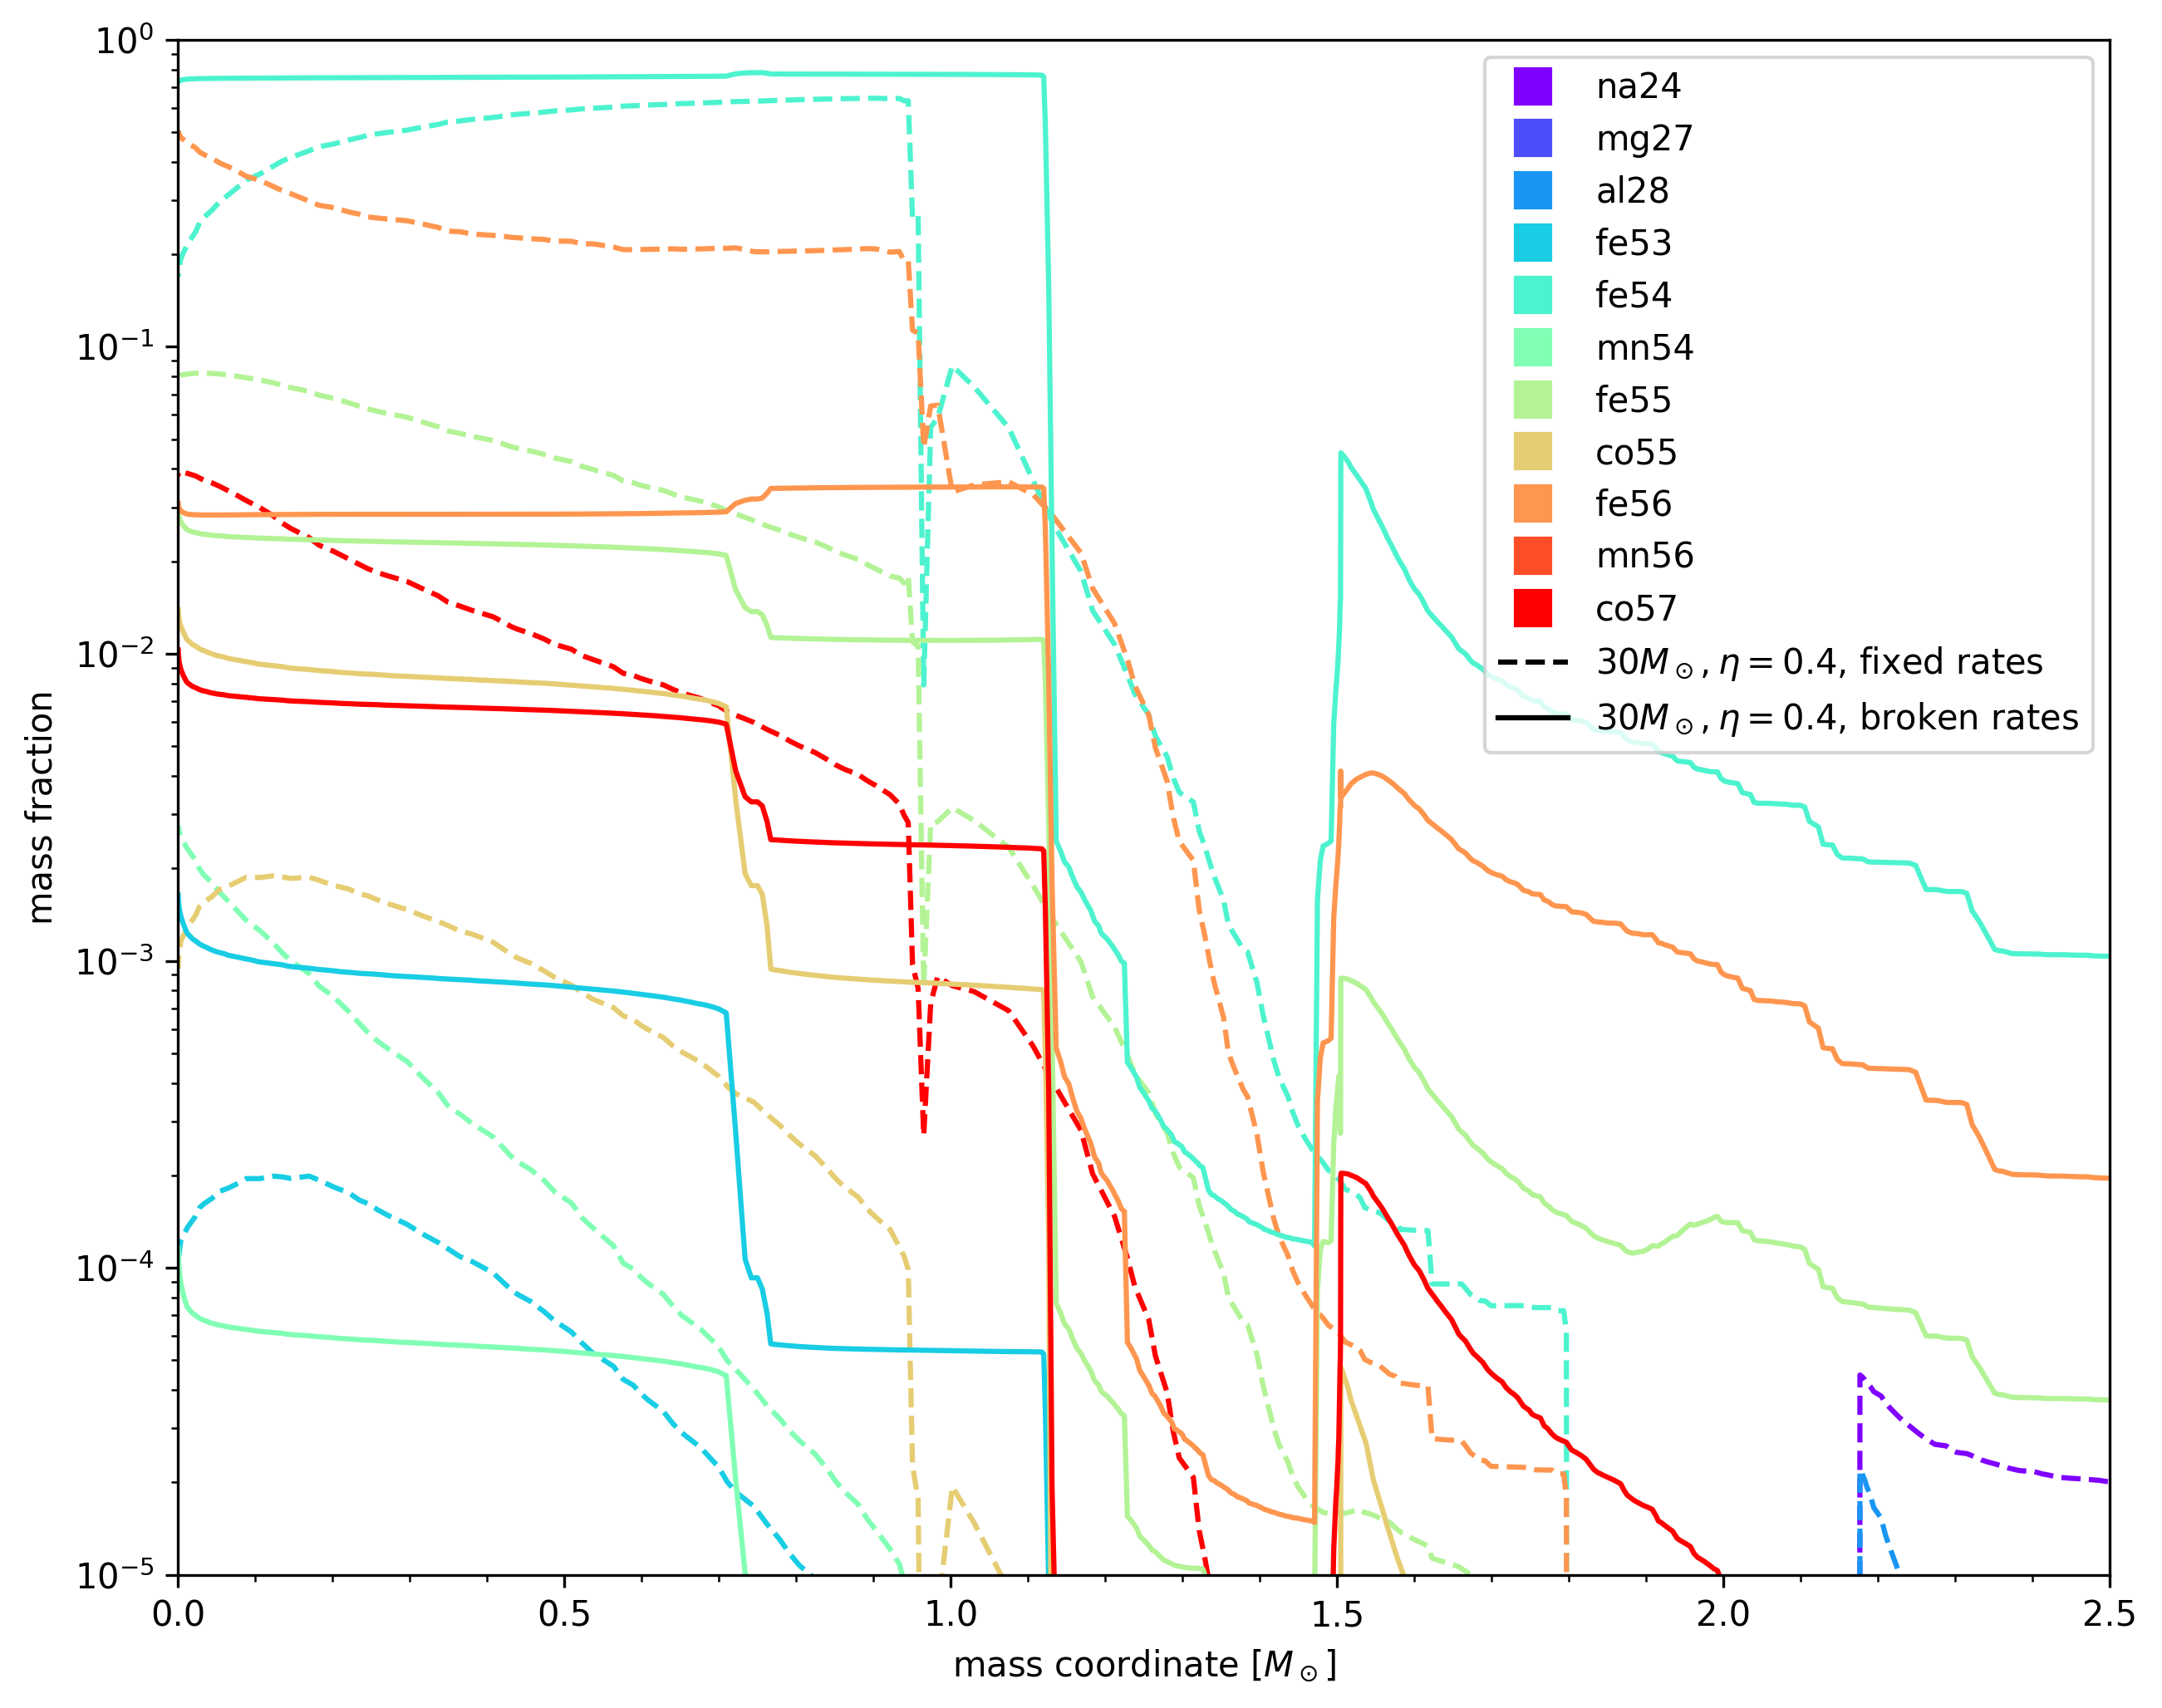 10⁰
10⁻¹
10⁻²
10⁻³
10⁻⁴
10⁻⁵
mass fraction
na24
mg27
al28
fe53
fe54
mn54
fe55
co55
fe56
mn56
co57
30M⊙, η = 0.4, fixed rates
30M⊙, η = 0.4, broken rates
0.0 0.5 1.0 1.5 2.0 2.5
mass coordinate [M⊙]